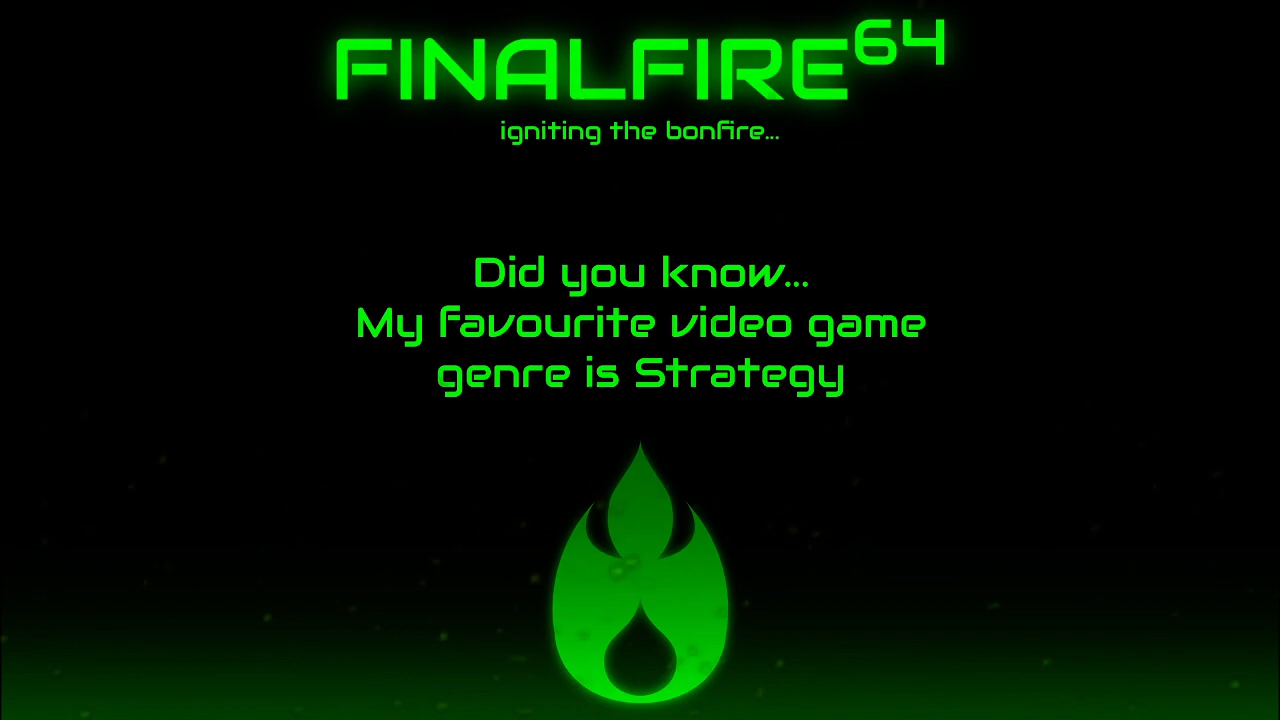 FINALFIRE⁶⁴
igniting the bonfire...
Did you know...
My favourite video game
genre is Strategy